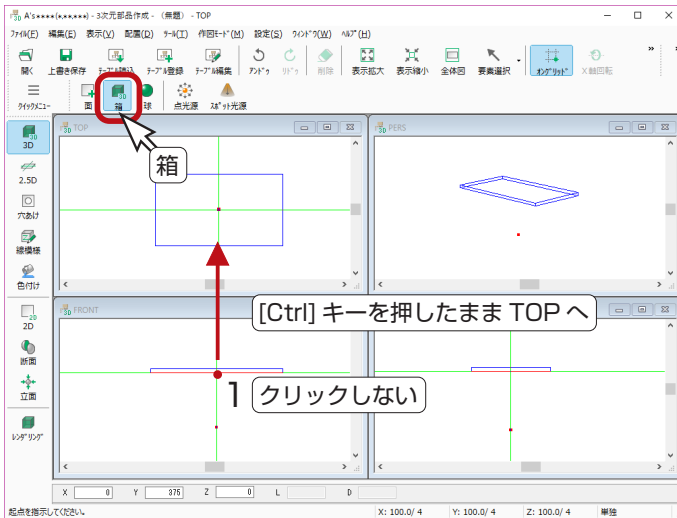 A's****(*,**,***) - 3次元部品作成 - （無題） - TOP
ﾌｧｲﾙ(F) 編集(E) 表示(V) 配置(D) ﾂｰﾙ(T) 作図ﾓｰﾄﾞ(M) 設定(S) ｳｨﾝﾄﾞｳ(W) ﾍﾙﾌﾟ(H)
開く 上書き保存 ﾃｰﾌﾞﾙ登録 ﾃｰﾌﾞﾙ編集 ｱﾝﾄﾞｩ ﾘﾄﾞｩ 削除 表示拡大 表示縮小 全体図 要素選択 ｵﾝｸﾞﾘｯﾄﾞ X軸回転 »
ｸｲｯｸﾒﾆｭｰ 面 箱 球 点光源 ｽﾎﾟｯﾄ光源 »
3D
2.5D
穴あけ
線模様
色付け
2D
断面
立面
ﾚﾝﾀﾞﾘﾝｸﾞ
TOP
PERS
箱
[Ctrl] キーを押したまま TOP へ
FRONT
1 クリックしない
X 0 Y 375 Z 0 L D
起点を指示してください。 X: 100.0/ 4 Y: 100.0/ 4 Z: 100.0/ 4 単独